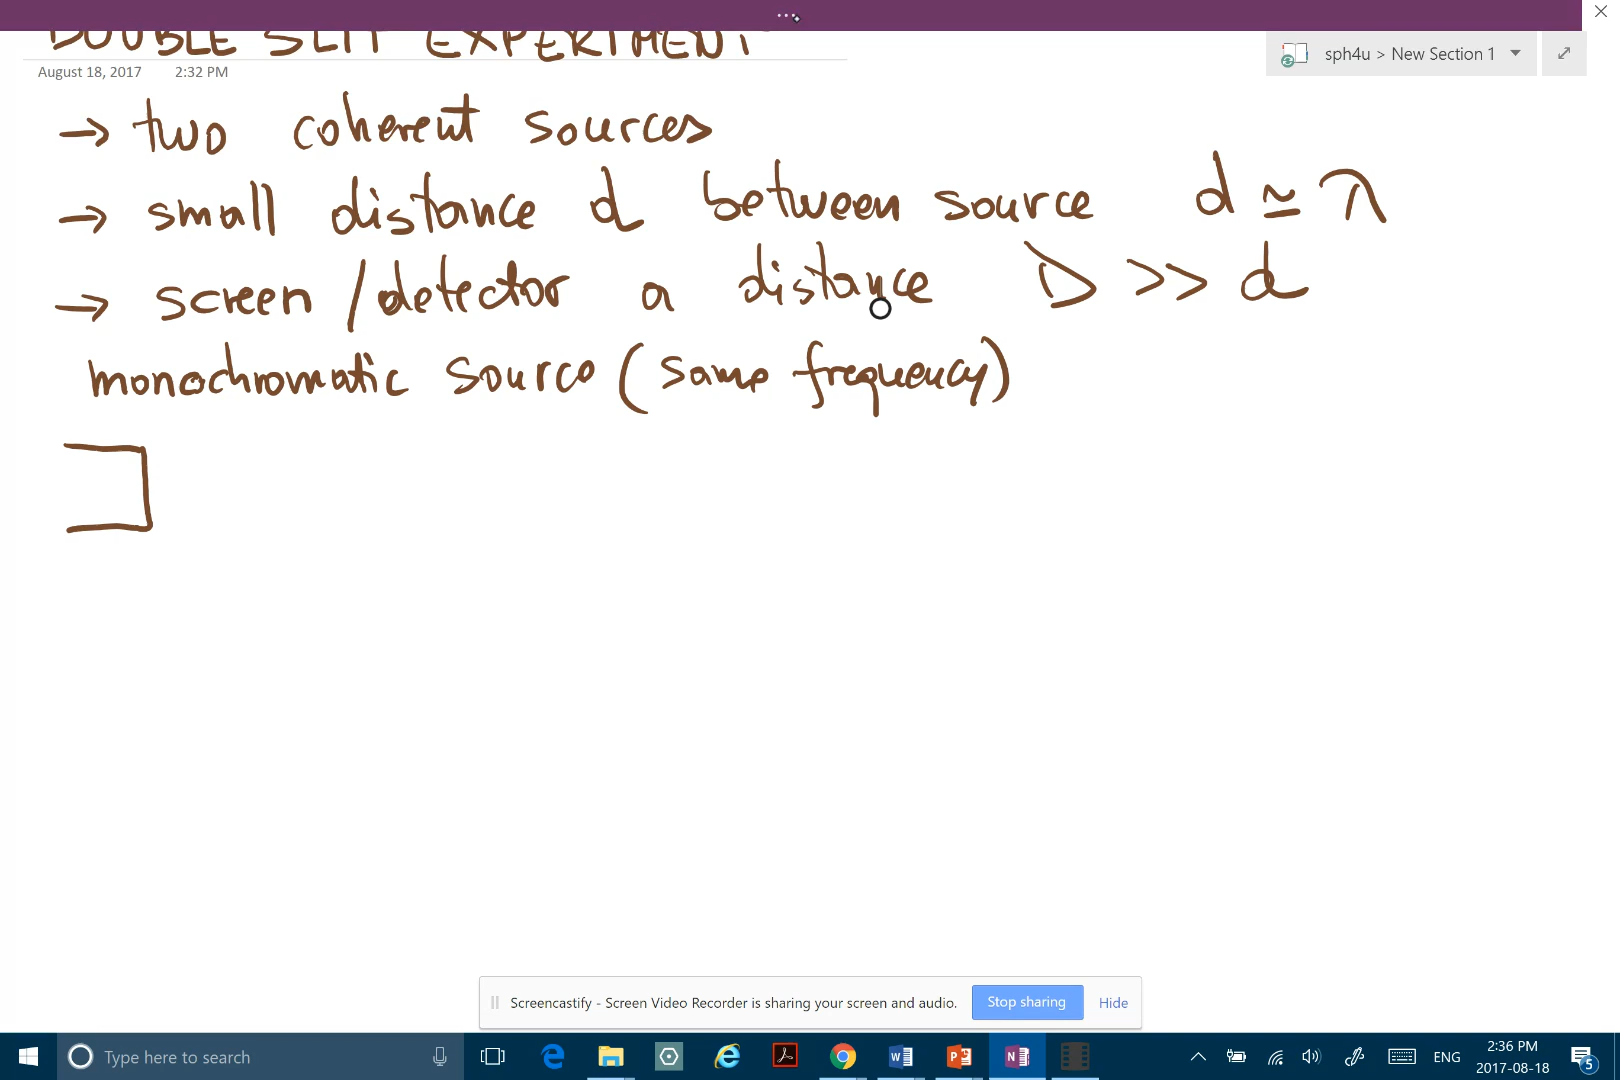 DOUBLE SLIT EXPERIMENT
sph4u > New Section 1
August 18, 2017 2:32 PM
→ two coherent sources
→ small distance d between source d ≃ λ
→ screen / detector a distance D >> d
monochromatic source (same frequency)
Screencastify - Screen Video Recorder is sharing your screen and audio. Stop sharing Hide
Type here to search
ENG
2:36 PM
2017-08-18
5